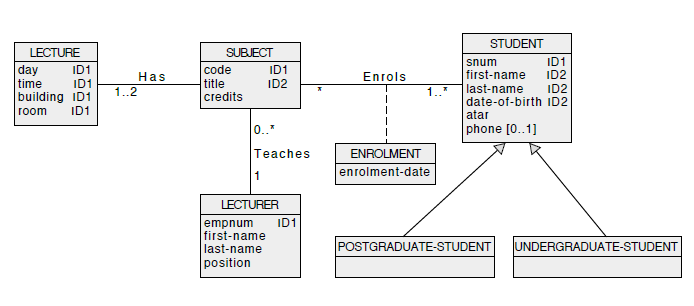 LECTURE
day ID1
time ID1
building ID1
room ID1
Has
1..2
SUBJECT
code ID1
title ID2
credits
Enrols
*
1..*
STUDENT
snum ID1
first-name ID2
last-name ID2
date-of-birth ID2
atar
phone [0..1]
0..*
Teaches
1
ENROLMENT
enrolment-date
LECTURER
empnum ID1
first-name
last-name
position
POSTGRADUATE-STUDENT
UNDERGRADUATE-STUDENT